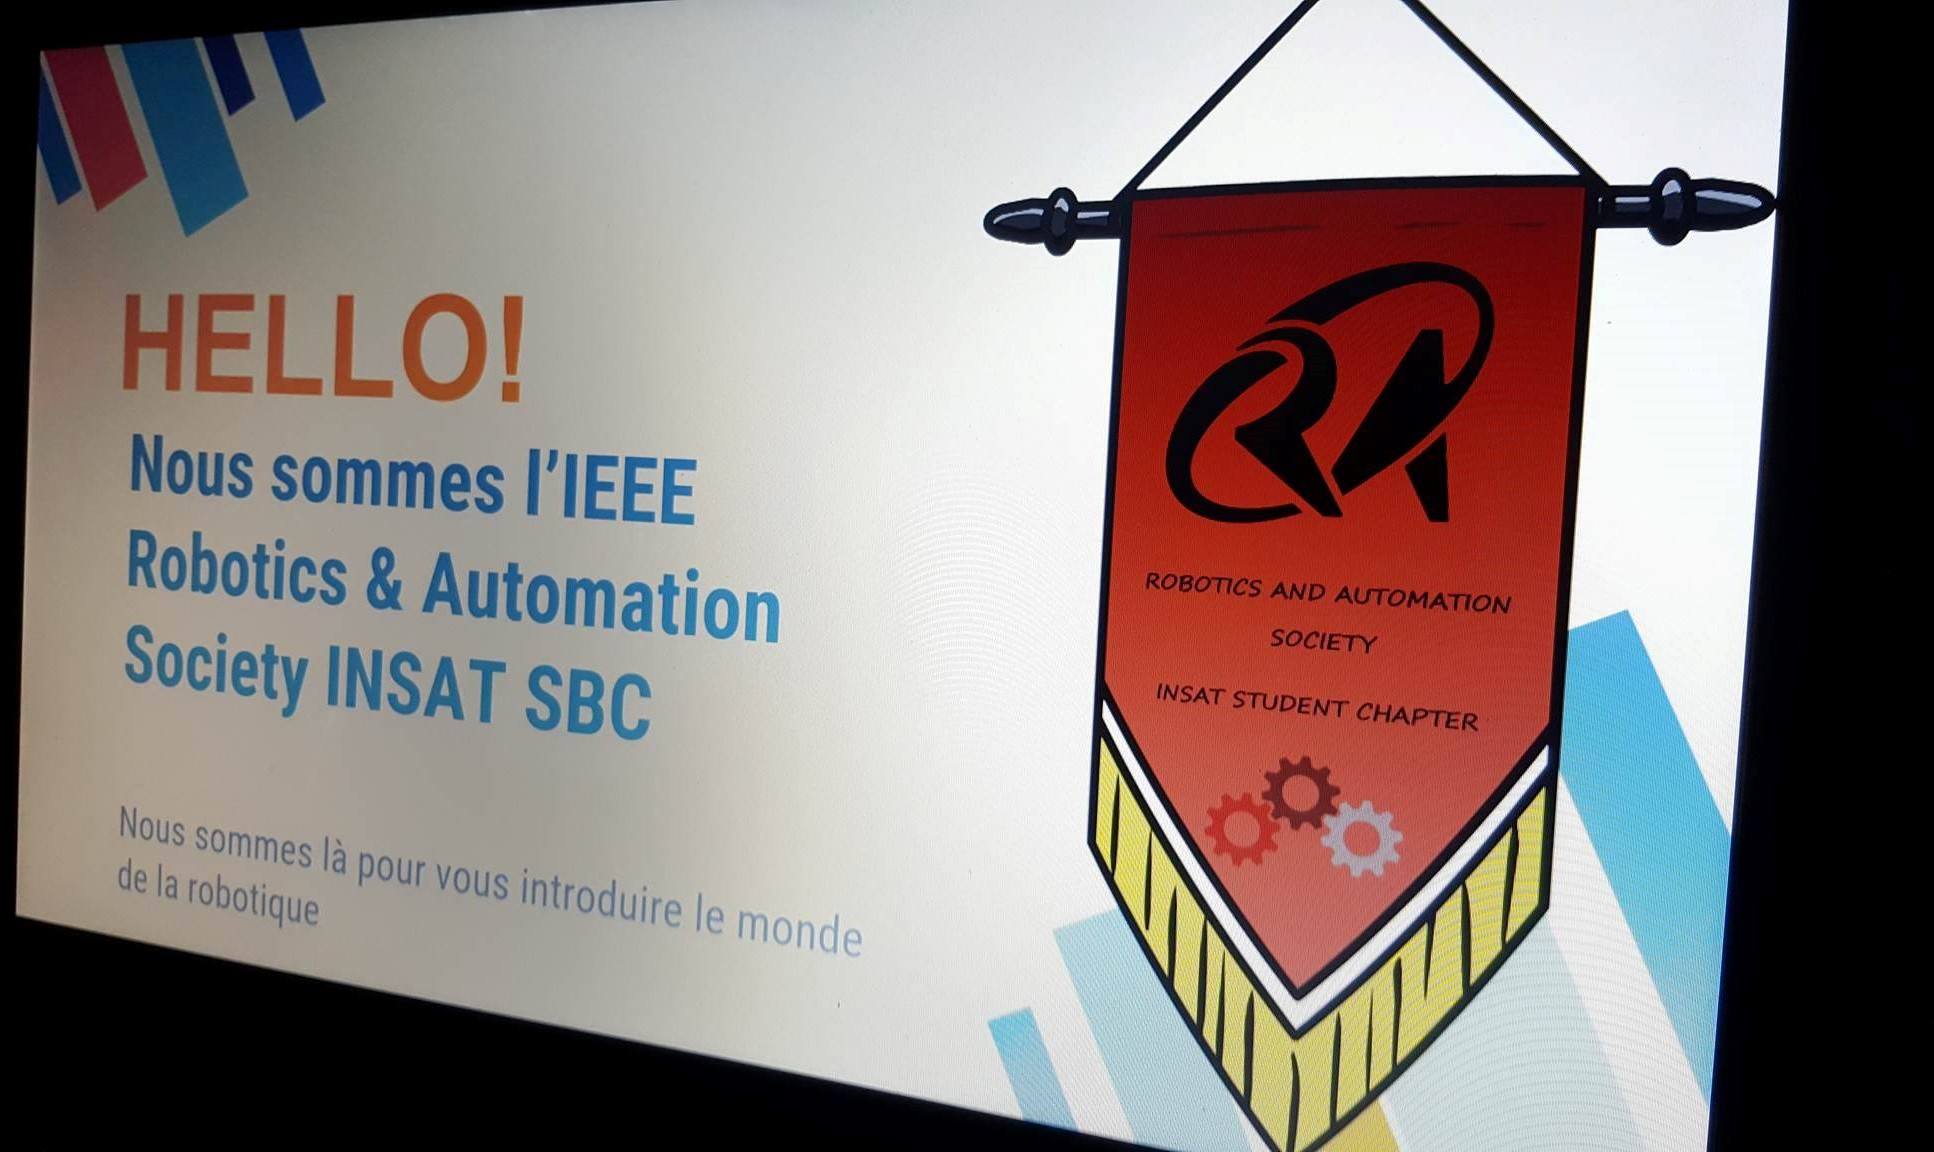 HELLO!
Nous sommes l'IEEE
Robotics & Automation
Society INSAT SBC
Nous sommes là pour vous introduire le monde
de la robotique
RA
ROBOTICS AND AUTOMATION
SOCIETY
INSAT STUDENT CHAPTER